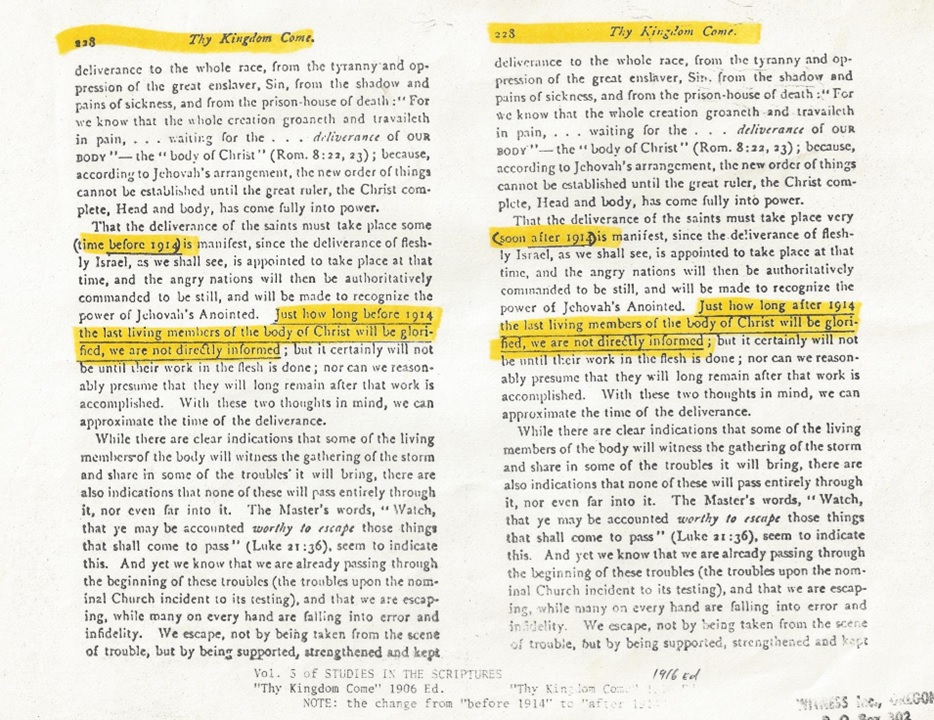 228 Thy Kingdom Come.
deliverance to the whole race, from the tyranny and op-
pression of the great enslaver, Sin, from the shadow and
pains of sickness, and from the prison-house of death :" For
we know that the whole creation groaneth and travaileth
in pain, . . . waiting for the . . . deliverance of OUR
BODY "— the " body of Christ" (Rom. 8:22, 23) ; because,
according to Jehovah's arrangement, the new order of things
cannot be established until the great ruler, the Christ com-
plete, Head and body, has come fully into power.
That the deliverance of the saints must take place some
(time before 1914) is manifest, since the deliverance of flesh-
ly Israel, as we shall see, is appointed to take place at that
time, and the angry nations will then be authoritatively
commanded to be still, and will be made to recognize the
power of Jehovah's Anointed. Just how long before 1914
the last living members of the body of Christ will be glori-
fied, we are not directly informed ; but it certainly will not
be until their work in the flesh is done ; nor can we reason-
ably presume that they will long remain after that work is
accomplished. With these two thoughts in mind, we can
approximate the time of the deliverance.
While there are clear indications that some of the living
members of the body will witness the gathering of the storm
and share in some of the troubles it will bring, there are
also indications that none of these will pass entirely through
it, nor even far into it. The Master's words, " Watch,
that ye may be accounted worthy to escape those things
that shall come to pass" (Luke 21:36), seem to indicate
this. And yet we know that we are already passing through
the beginning of these troubles (the troubles upon the nom-
inal Church incident to its testing), and that we are escap-
ing, while many on every hand are falling into error and
infidelity. We escape, not by being taken from the scene
of trouble, but by being supported, strengthened and kept
228 Thy Kingdom Come.
deliverance to the whole race, from the tyranny and op-
pression of the great enslaver, Sin, from the shadow and
pains of sickness, and from the prison-house of death :" For
we know that the whole creation groaneth and travaileth
in pain, . . . waiting for the . . . deliverance of OUR
BODY "— the " body of Christ" (Rom. 8:22, 23) ; because,
according to Jehovah's arrangement, the new order of things
cannot be established until the great ruler, the Christ com-
plete, Head and body, has come fully into power.
That the deliverance of the saints must take place very
(soon after 1914) is manifest, since the deliverance of flesh-
ly Israel, as we shall see, is appointed to take place at that
time, and the angry nations will then be authoritatively
commanded to be still, and will be made to recognize the
power of Jehovah's Anointed. Just how long after 1914
the last living members of the body of Christ will be glori-
fied, we are not directly informed ; but it certainly will not
be until their work in the flesh is done ; nor can we reason-
ably presume that they will long remain after that work is
accomplished. With these two thoughts in mind, we can
approximate the time of the deliverance.
While there are clear indications that some of the living
members of the body will witness the gathering of the storm
and share in some of the troubles it will bring, there are
also indications that none of these will pass entirely through
it, nor even far into it. The Master's words, " Watch,
that ye may be accounted worthy to escape those things
that shall come to pass" (Luke 21:36), seem to indicate
this. And yet we know that we are already passing through
the beginning of these troubles (the troubles upon the nom-
inal Church incident to its testing), and that we are escap-
ing, while many on every hand are falling into error and
infidelity. We escape, not by being taken from the scene
of trouble, but by being supported, strengthened and kept
Vol. 3 of STUDIES IN THE SCRIPTURES 1916 Ed
"Thy Kingdom Come" 1906 Ed. "Thy Kingdom Come"
NOTE: the change from "before 1914" to "after 1914"
WITNESS Inc., OREGON
Box 302